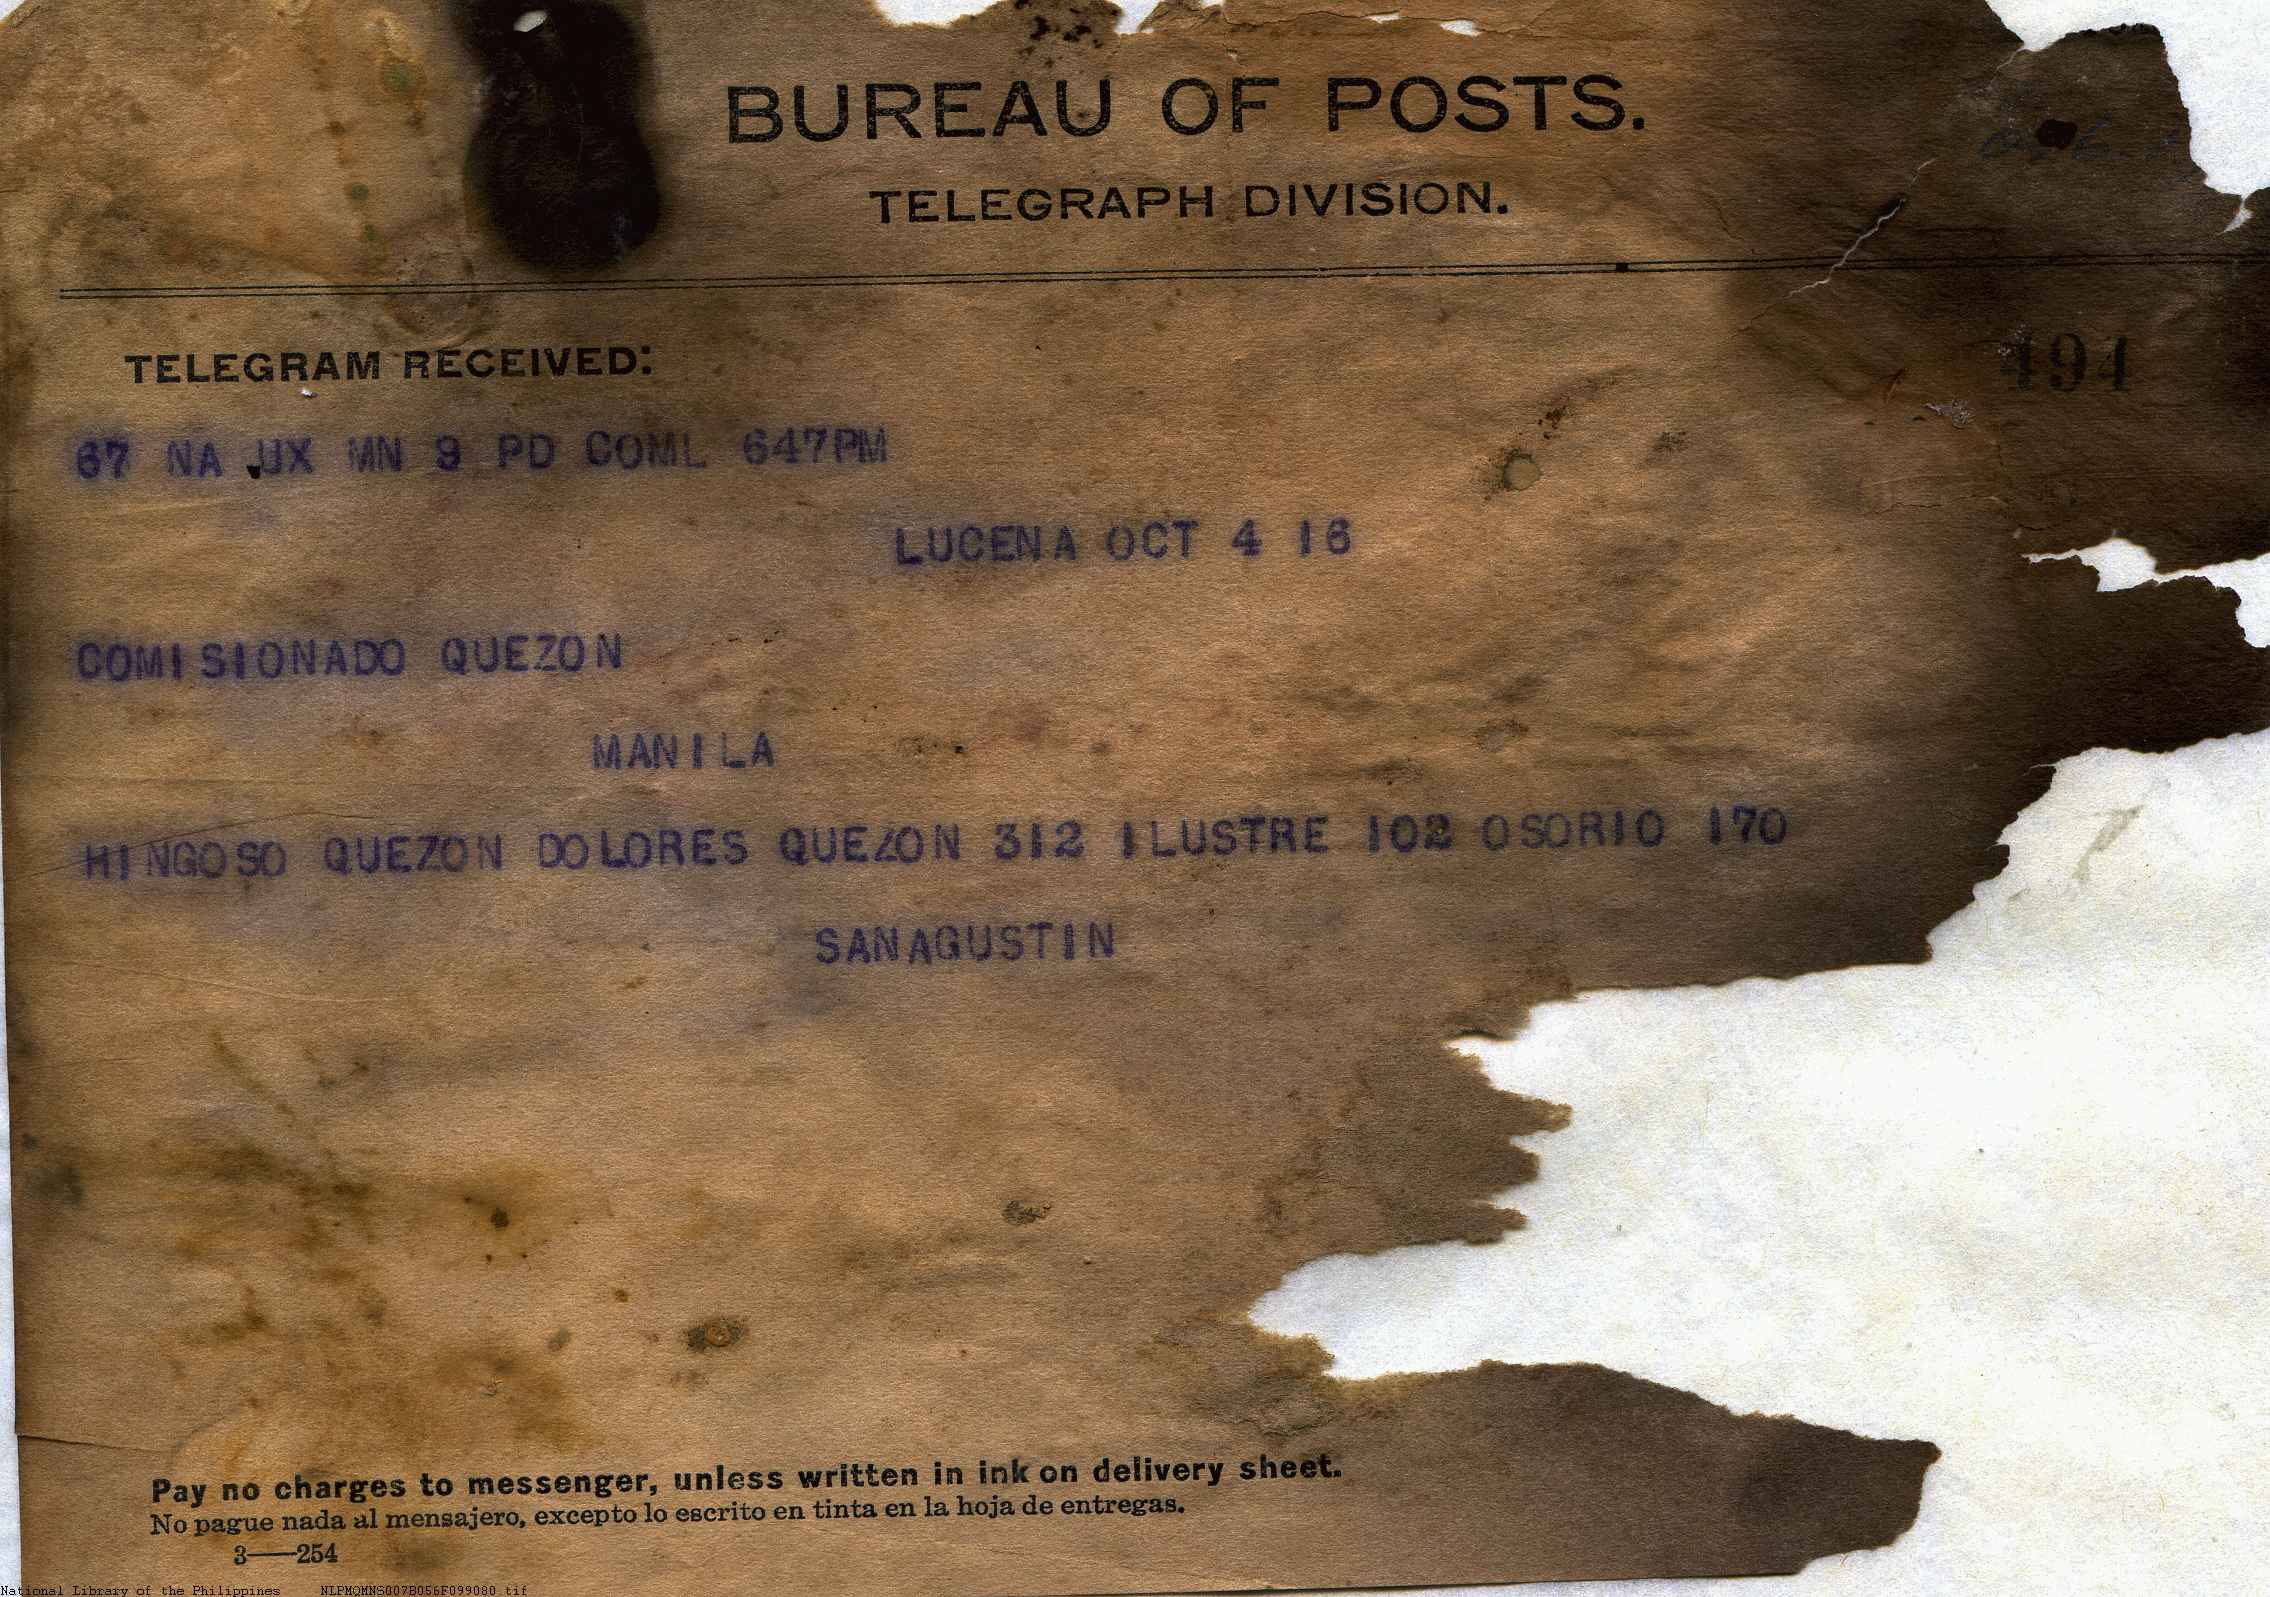 BUREAU OF POSTS.
TELEGRAPH DIVISION.
TELEGRAM RECEIVED:
494
67 NA UX MN 9 PD COML 647PM
LUCENA OCT 4 16
COMISIONADO QUEZON
MANILA
HINGOSO QUEZON DOLORES QUEZON 312 ILUSTRE 102 OSORIO 170
SANAGUSTIN
Pay no charges to messenger, unless written in ink on delivery sheet.
No pague nada al mensajero, excepto lo escrito en tinta en la hoja de entregas.
3—254
National Library of the Philippines NLPMQMNS007B056F099080.tif